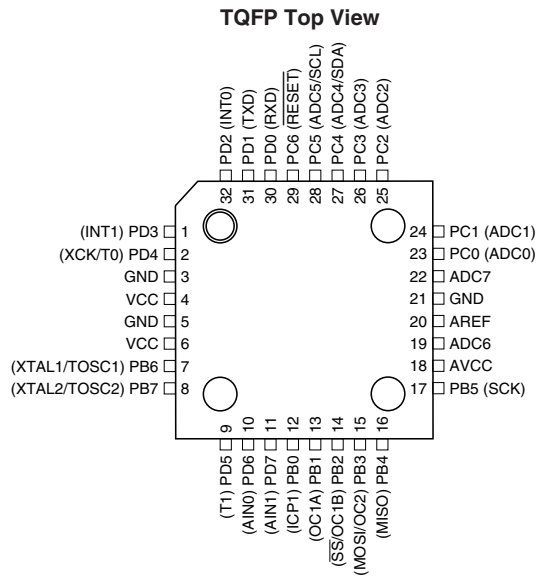 TQFP Top View
PD2 (INT0)
PD1 (TXD)
PD0 (RXD)
PC6 (RESET)
PC5 (ADC5/SCL)
PC4 (ADC4/SDA)
PC3 (ADC3)
PC2 (ADC2)
32
31
30
29
28
27
26
25
(INT1) PD3 1
(XCK/T0) PD4 2
GND 3
VCC 4
GND 5
VCC 6
(XTAL1/TOSC1) PB6 7
(XTAL2/TOSC2) PB7 8
24 PC1 (ADC1)
23 PC0 (ADC0)
22 ADC7
21 GND
20 AREF
19 ADC6
18 AVCC
17 PB5 (SCK)
9
10
11
12
13
14
15
16
(T1) PD5
(AIN0) PD6
(AIN1) PD7
(ICP1) PB0
(OC1A) PB1
(SS/OC1B) PB2
(MOSI/OC2) PB3
(MISO) PB4